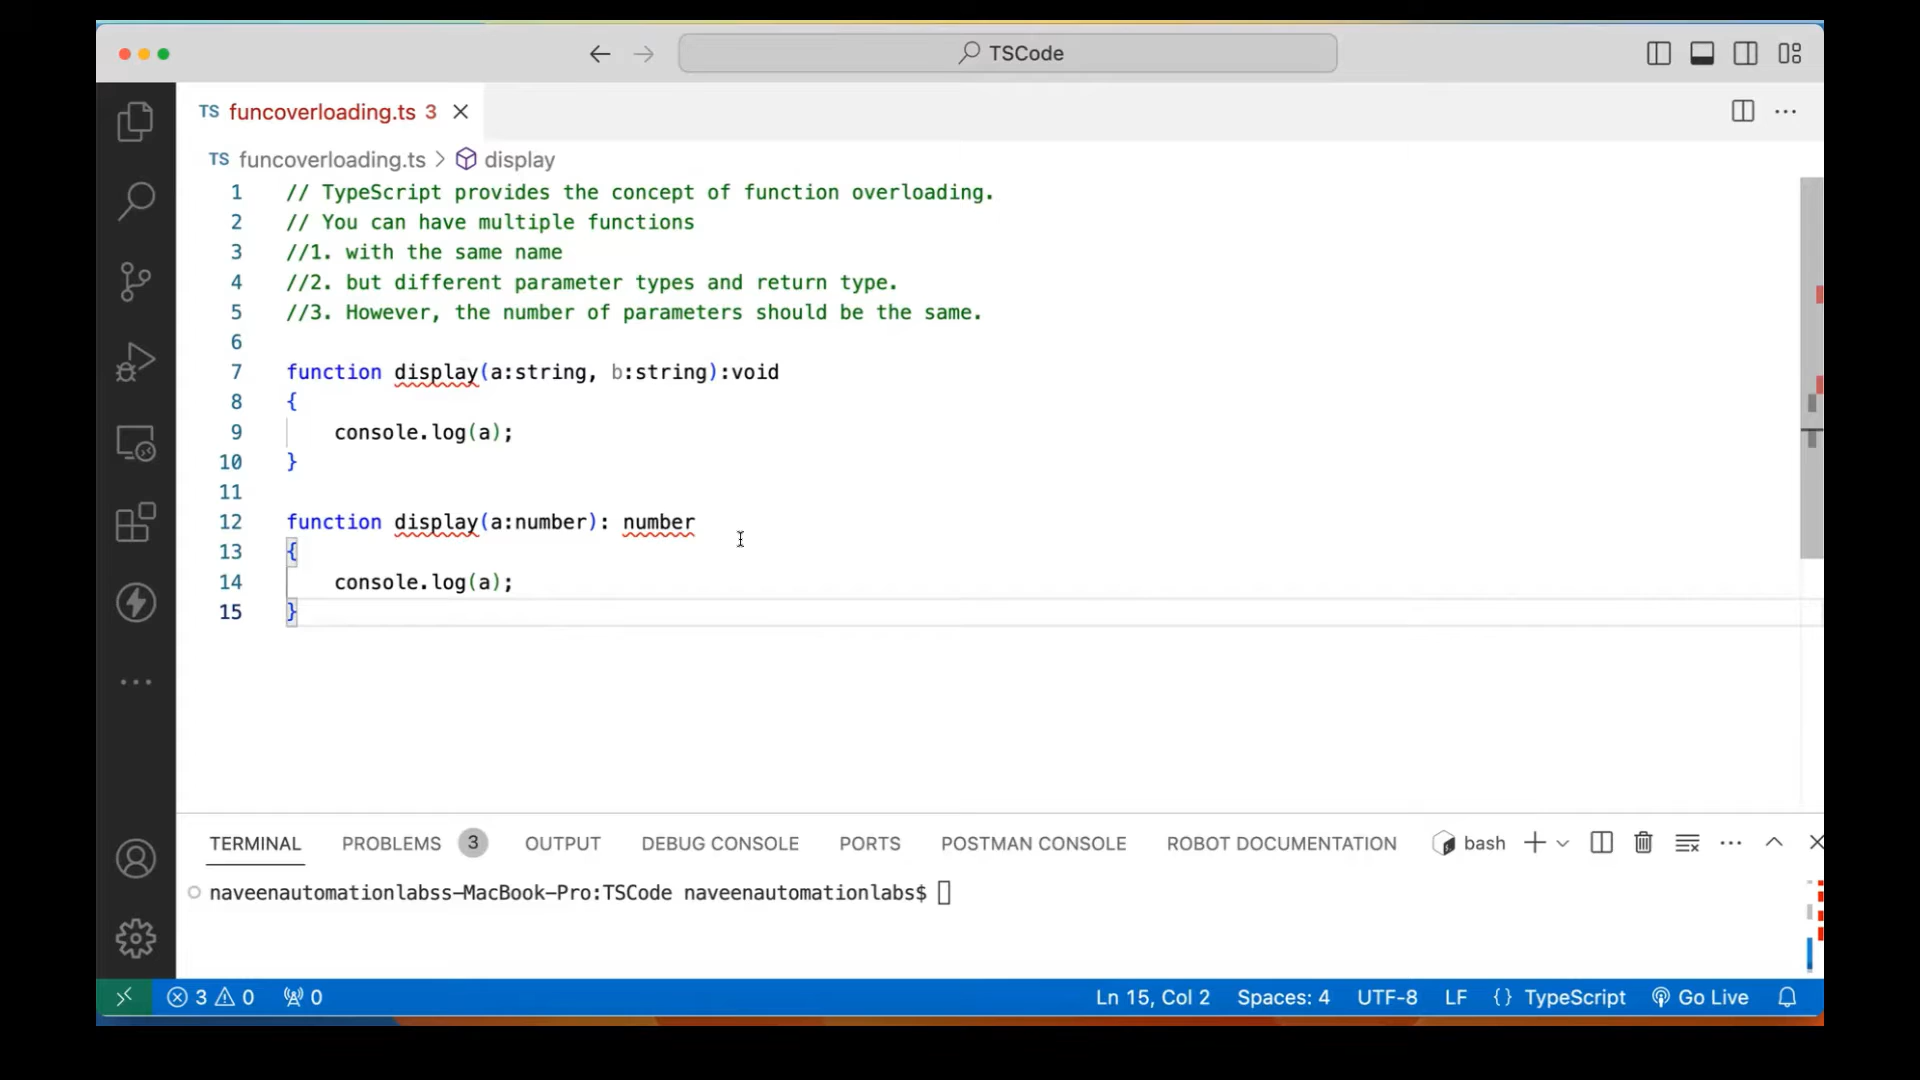 TSCode
TS funcoverloading.ts 3
TS funcoverloading.ts > display
1 // TypeScript provides the concept of function overloading.
2 // You can have multiple functions
3 //1. with the same name
4 //2. but different parameter types and return type.
5 //3. However, the number of parameters should be the same.
6
7 function display(a:string, b:string):void
8 {
9 console.log(a);
10 }
11
12 function display(a:number): number
13 {
14 console.log(a);
15 }
TERMINAL PROBLEMS 3 OUTPUT DEBUG CONSOLE PORTS POSTMAN CONSOLE ROBOT DOCUMENTATION bash
naveenautomationlabss-MacBook-Pro:TSCode naveenautomationlabs$
3 0 0 Ln 15, Col 2 Spaces: 4 UTF-8 LF {} TypeScript Go Live